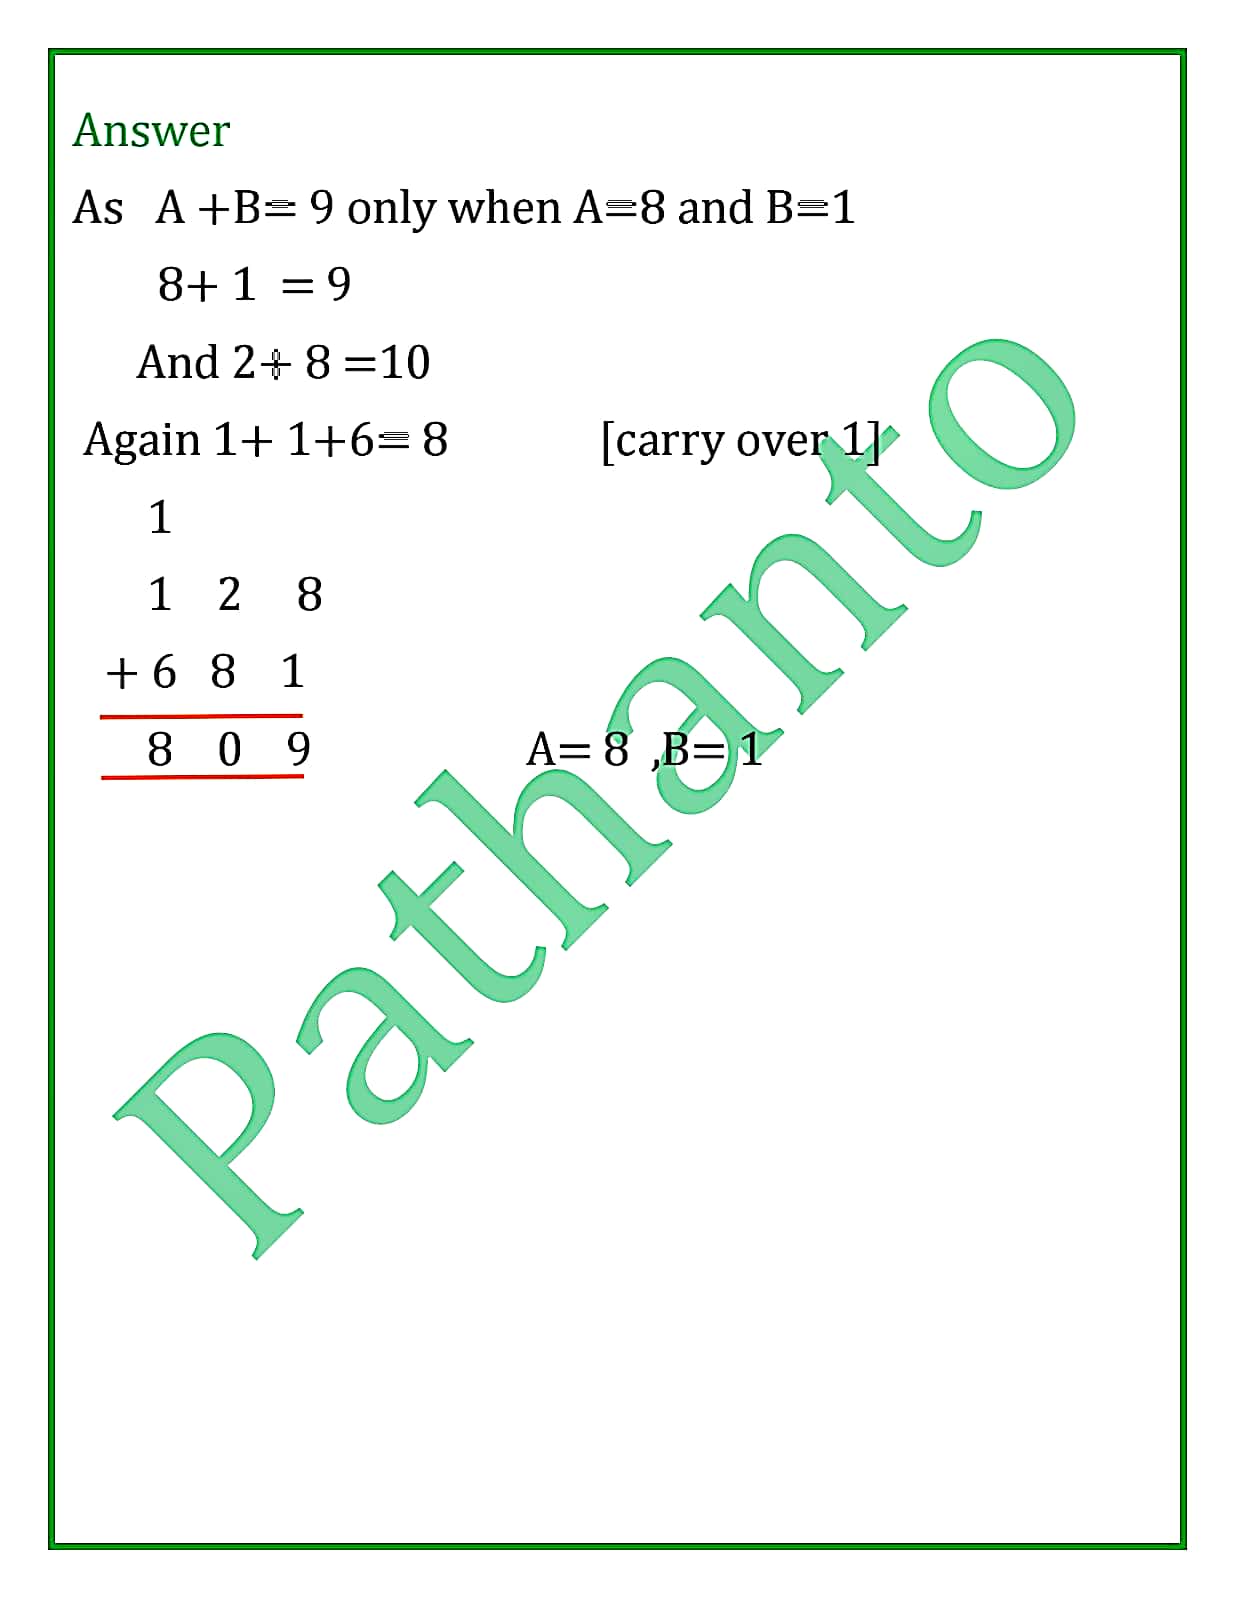 Answer
As A +B= 9 only when A=8 and B=1
8+ 1 = 9
And 2+ 8 =10
Again 1+ 1+6= 8 [carry over 1]
1
1 2 8
+ 6 8 1
8 0 9 A= 8 ,B= 1
Pathanto